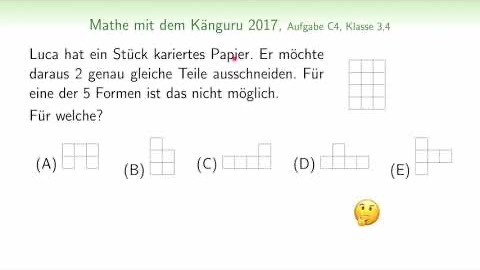 Mathe mit dem Känguru 2017, Aufgabe C4, Klasse 3,4
Luca hat ein Stück kariertes Papier. Er möchte
daraus 2 genau gleiche Teile ausschneiden. Für
eine der 5 Formen ist das nicht möglich.
Für welche?
(A) (B) (C) (D) (E)